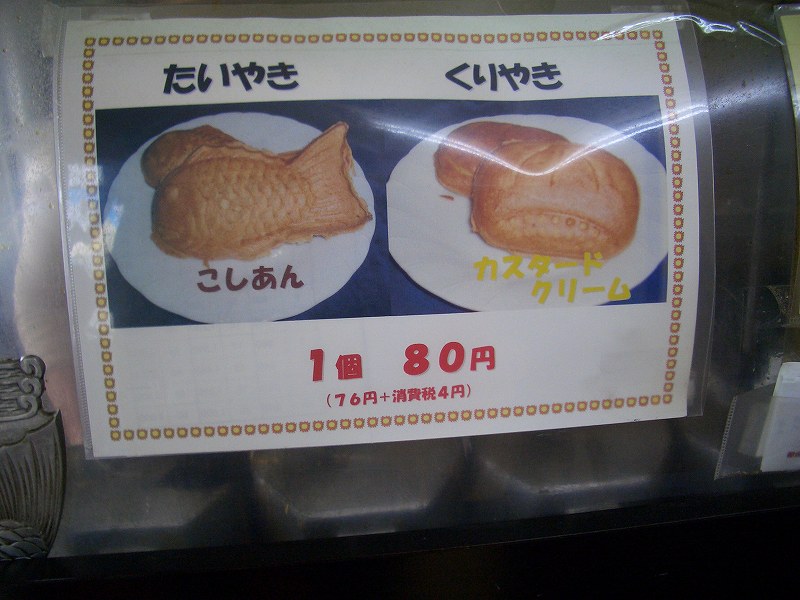 たいやき
くりやき
こしあん
カスタード
クリーム
1個 80円
(76円+消費税4円)